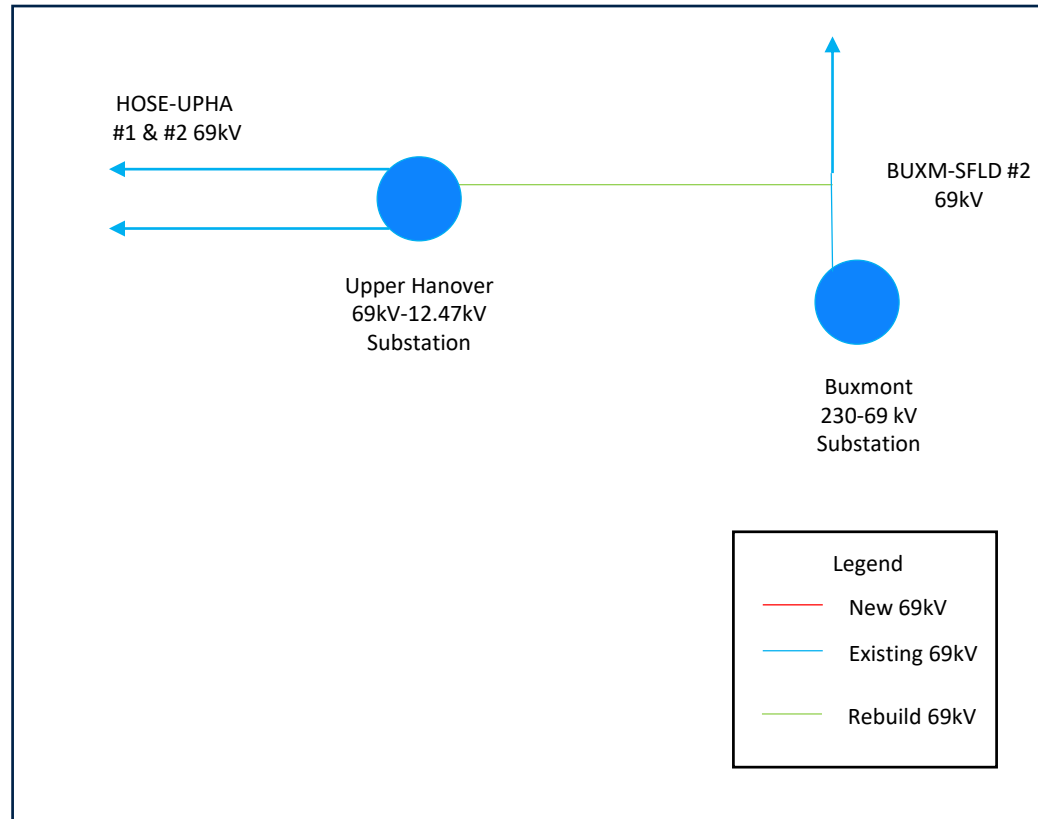 HOSE-UPHA
#1 & #2 69kV
BUXM-SFLD #2
69kV
Upper Hanover
69kV-12.47kV
Substation
Buxmont
230-69 kV
Substation
Legend
New 69kV
Existing 69kV
Rebuild 69kV